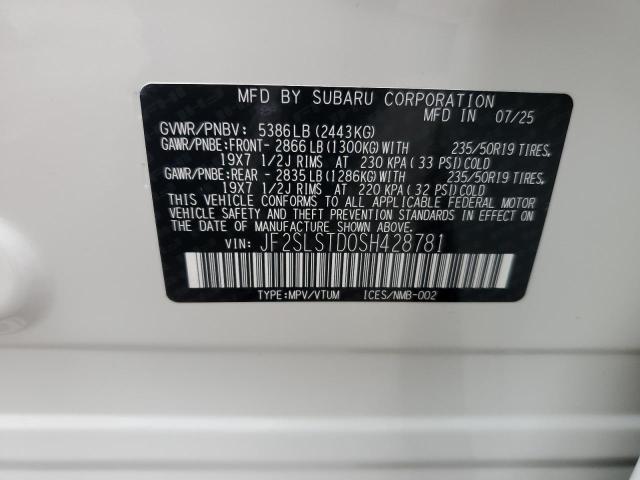 MFD BY SUBARU CORPORATION
MFD IN 07/25
GVWR/PNBV: 5386LB(2443KG)
GAWR/PNBE:FRONT- 2866LB(1300KG)WITH 235/50R19 TIRES,
19X7 1/2J RIMS AT 230 KPA(33 PSI)COLD
GAWR/PNBE:REAR - 2835LB(1286KG)WITH 235/50R19 TIRES,
19X7 1/2J RIMS AT 220 KPA(32 PSI)COLD
THIS VEHICLE CONFORMS TO ALL APPLICABLE FEDERAL MOTOR
VEHICLE SAFETY AND THEFT PREVENTION STANDARDS IN EFFECT ON
THE DATE OF MANUFACTURE SHOWN ABOVE.
VIN: JF2SLSTD0SH428781
TYPE:MPV/VTUM ICES/NMB-002